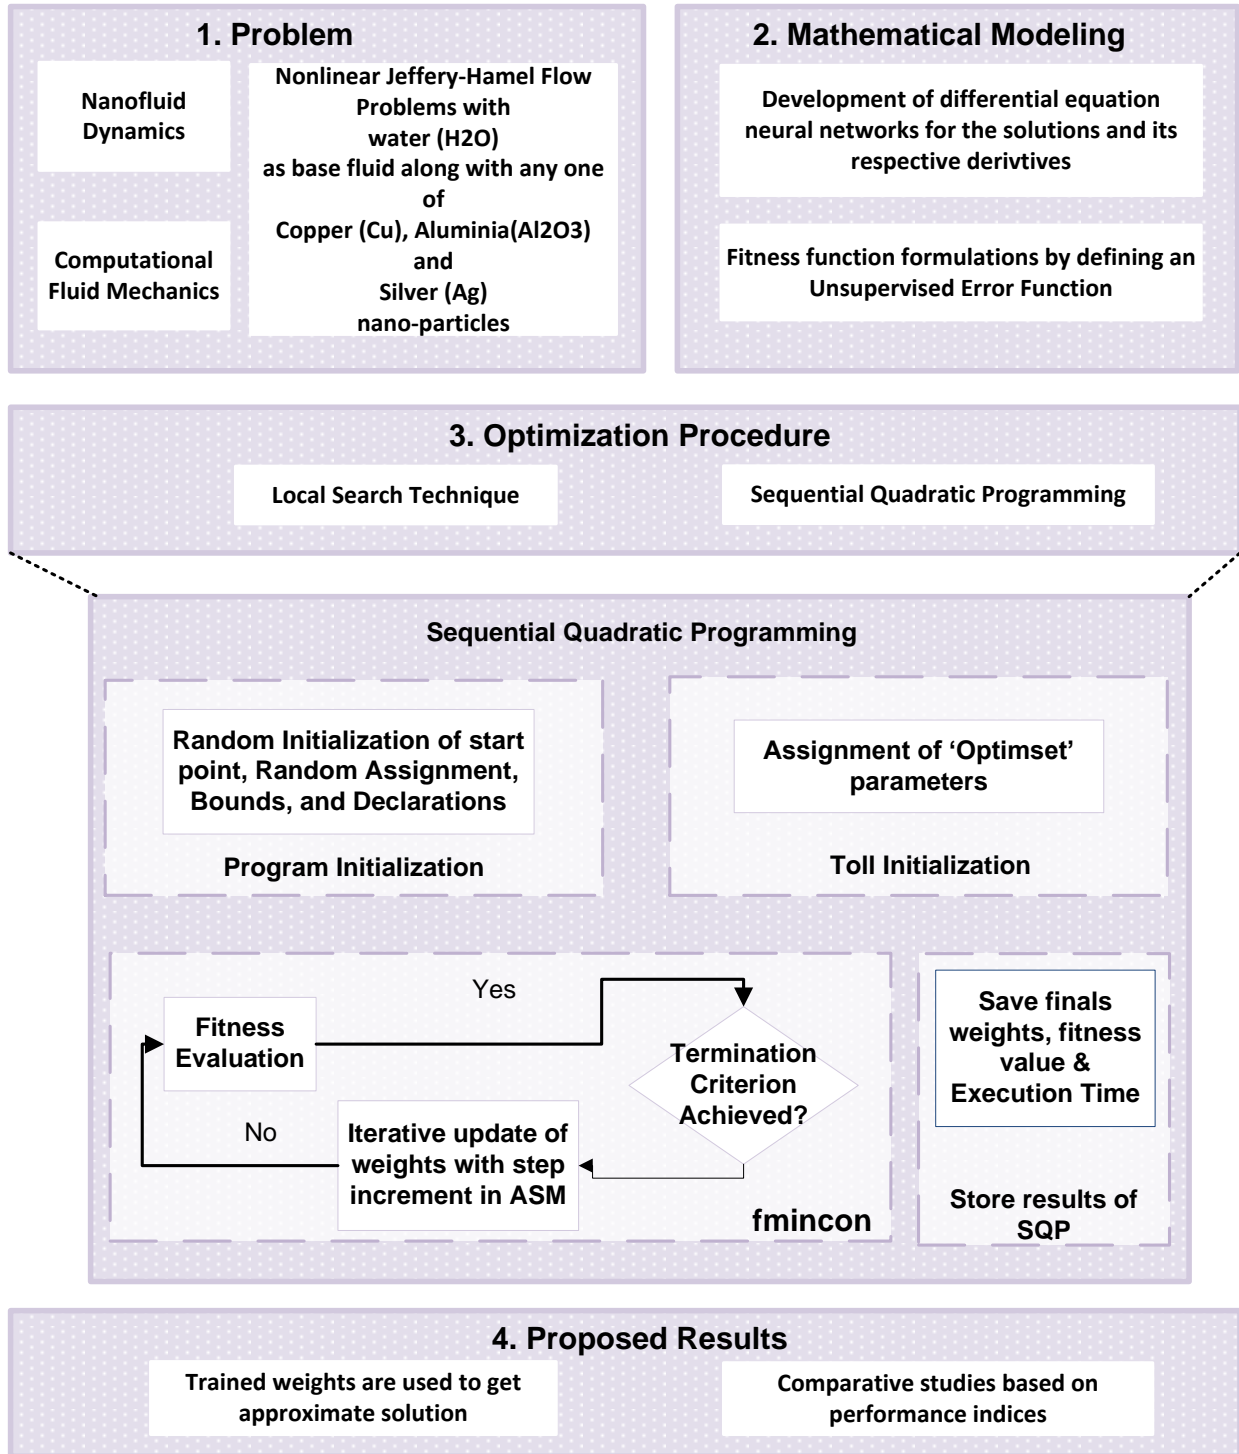 1. Problem
Nanofluid
Dynamics
Computational
Fluid Mechanics
Nonlinear Jeffery-Hamel Flow
Problems with
water (H2O)
as base fluid along with any one
of
Copper (Cu), Aluminia(Al2O3)
and
Silver (Ag)
nano-particles
2. Mathematical Modeling
Development of differential equation
neural networks for the solutions and its
respective derivtives
Fitness function formulations by defining an
Unsupervised Error Function
3. Optimization Procedure
Local Search Technique
Sequential Quadratic Programming
Sequential Quadratic Programming
Random Initialization of start
point, Random Assignment,
Bounds, and Declarations
Program Initialization
Assignment of ‘Optimset’
parameters
Toll Initialization
Yes
Fitness
Evaluation
Termination
Criterion
Achieved?
No
Iterative update of
weights with step
increment in ASM
fmincon
Save finals
weights, fitness
value &
Execution Time
Store results of
SQP
4. Proposed Results
Trained weights are used to get
approximate solution
Comparative studies based on
performance indices